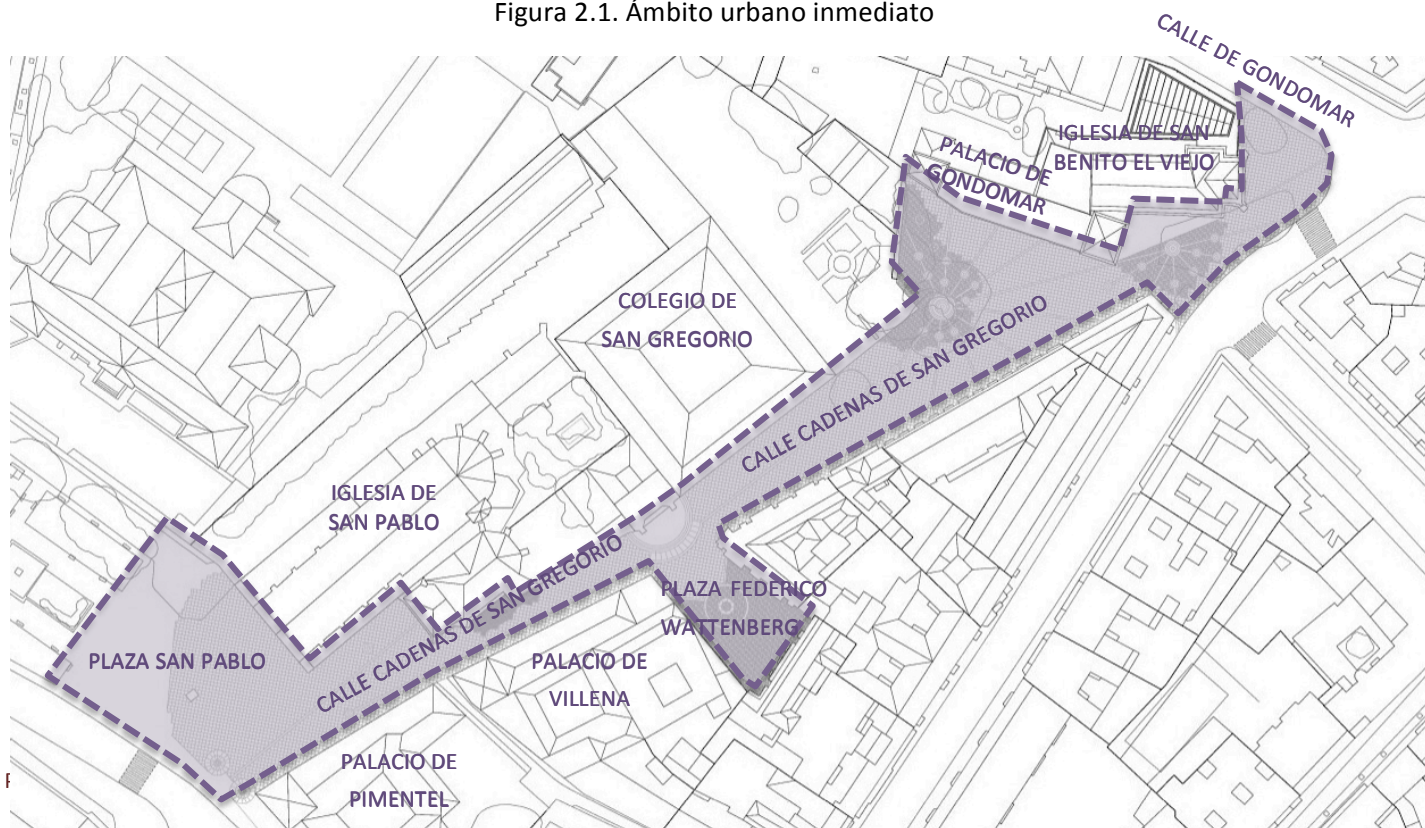 Figura 2.1. Ámbito urbano inmediato
CALLE DE GONDOMAR
IGLESIA DE SAN
BENITO EL VIEJO
PALACIO DE
GONDOMAR
COLEGIO DE
SAN GREGORIO
CALLE CADENAS DE SAN GREGORIO
IGLESIA DE
SAN PABLO
CALLE CADENAS DE SAN GREGORIO
PLAZA FEDERICO
WATTENBERG
PLAZA SAN PABLO
PALACIO DE
VILLENA
PALACIO DE
PIMENTEL